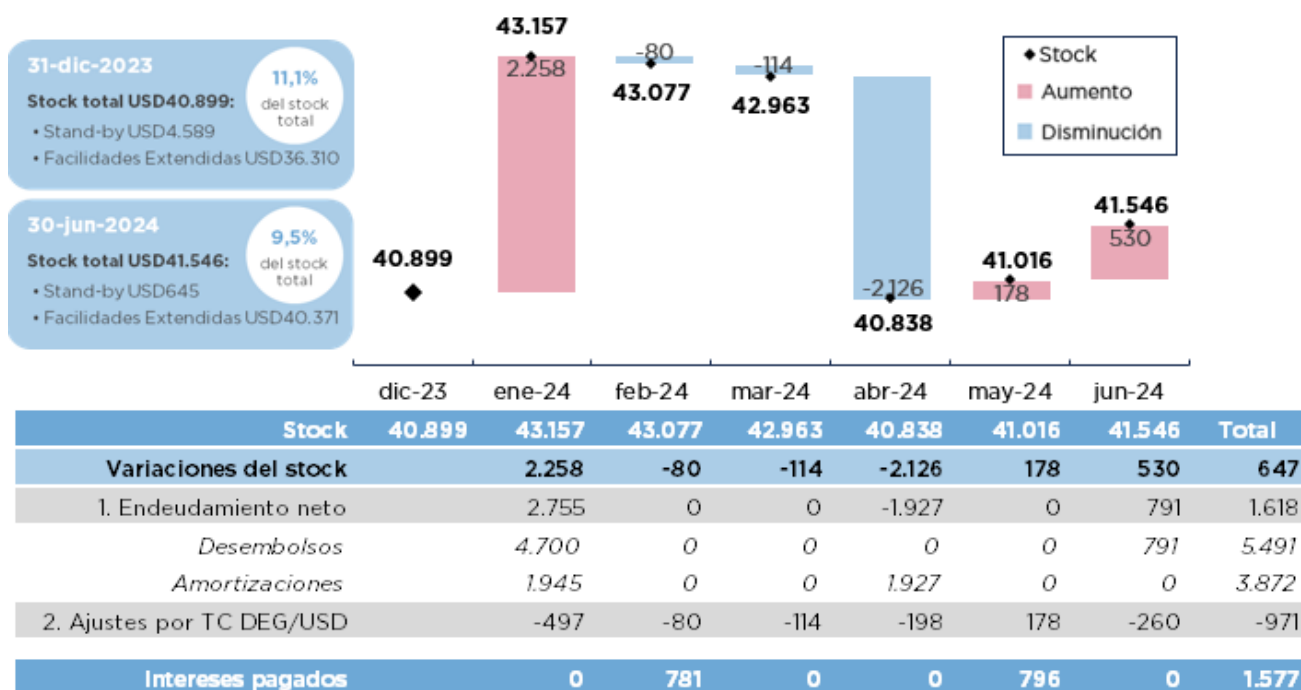 31-dic-2023
Stock total USD40.899:
• Stand-by USD4.589
• Facilidades Extendidas USD36.310
11,1%
del stock
total
30-jun-2024
Stock total USD41.546:
• Stand-by USD645
• Facilidades Extendidas USD40.371
9,5%
del stock
total
40.899
43.157
2.258
-80
43.077
-114
42.963
-2.126
40.838
41.016
178
41.546
530
Stock
Aumento
Disminución
dic-23 ene-24 feb-24 mar-24 abr-24 may-24 jun-24
Stock 40.899 43.157 43.077 42.963 40.838 41.016 41.546 Total
Variaciones del stock 2.258 -80 -114 -2.126 178 530 647
1. Endeudamiento neto 2.755 0 0 -1.927 0 791 1.618
Desembolsos 4.700 0 0 0 0 791 5.491
Amortizaciones 1.945 0 0 1.927 0 0 3.872
2. Ajustes por TC DEG/USD -497 -80 -114 -198 178 -260 -971
Intereses pagados 0 781 0 0 796 0 1.577